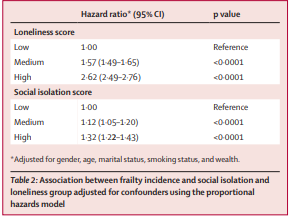 Hazard ratio* (95% CI) p value
Loneliness score
Low 1·00 Reference
Medium 1·57 (1·49–1·65) <0·0001
High 2·62 (2·49–2·76) <0·0001
Social isolation score
Low 1·00 Reference
Medium 1·12 (1·05–1·20) <0·0001
High 1·32 (1·22–1·43) <0·0001
*Adjusted for gender, age, marital status, smoking status, and wealth.
Table 2: Association between frailty incidence and social isolation and
loneliness group adjusted for confounders using the proportional
hazards model